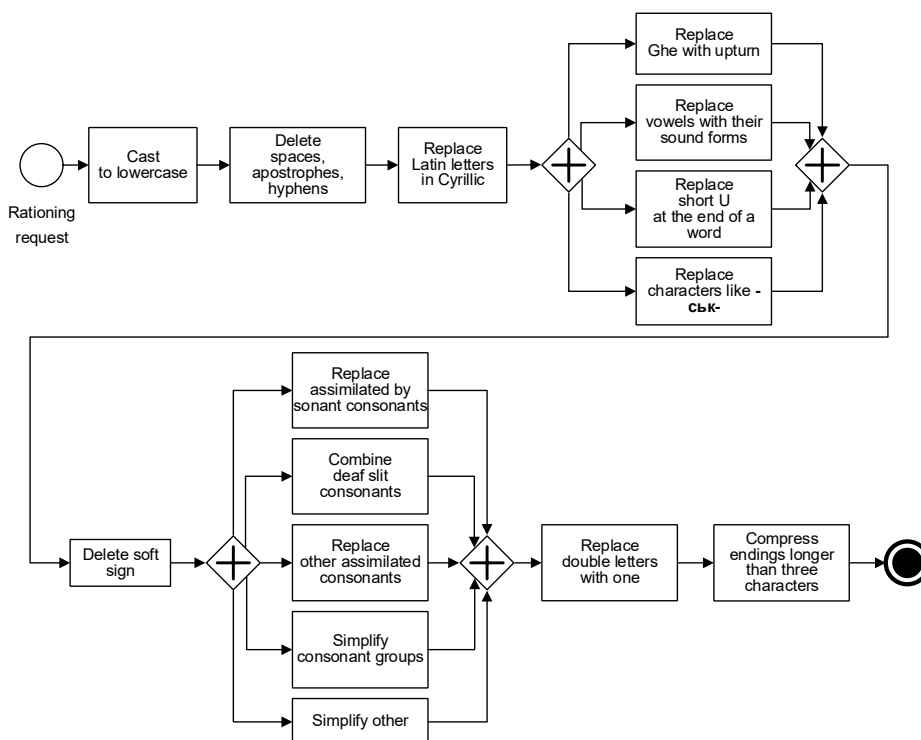 Rationing
request
Cast
to lowercase
Delete
spaces,
apostrophes,
hyphens
Replace
Latin letters
in Cyrillic
Replace
Ghe with upturn
Replace
vowels with their
sound forms
Replace
short U
at the end of a
word
Replace
characters like -
ськ-
Delete soft
sign
Replace
assimilated by
sonant consonants
Combine
deaf slit
consonants
Replace
other assimilated
consonants
Simplify
consonant groups
Simplify other
Replace
double letters
with one
Compress
endings longer
than three
characters